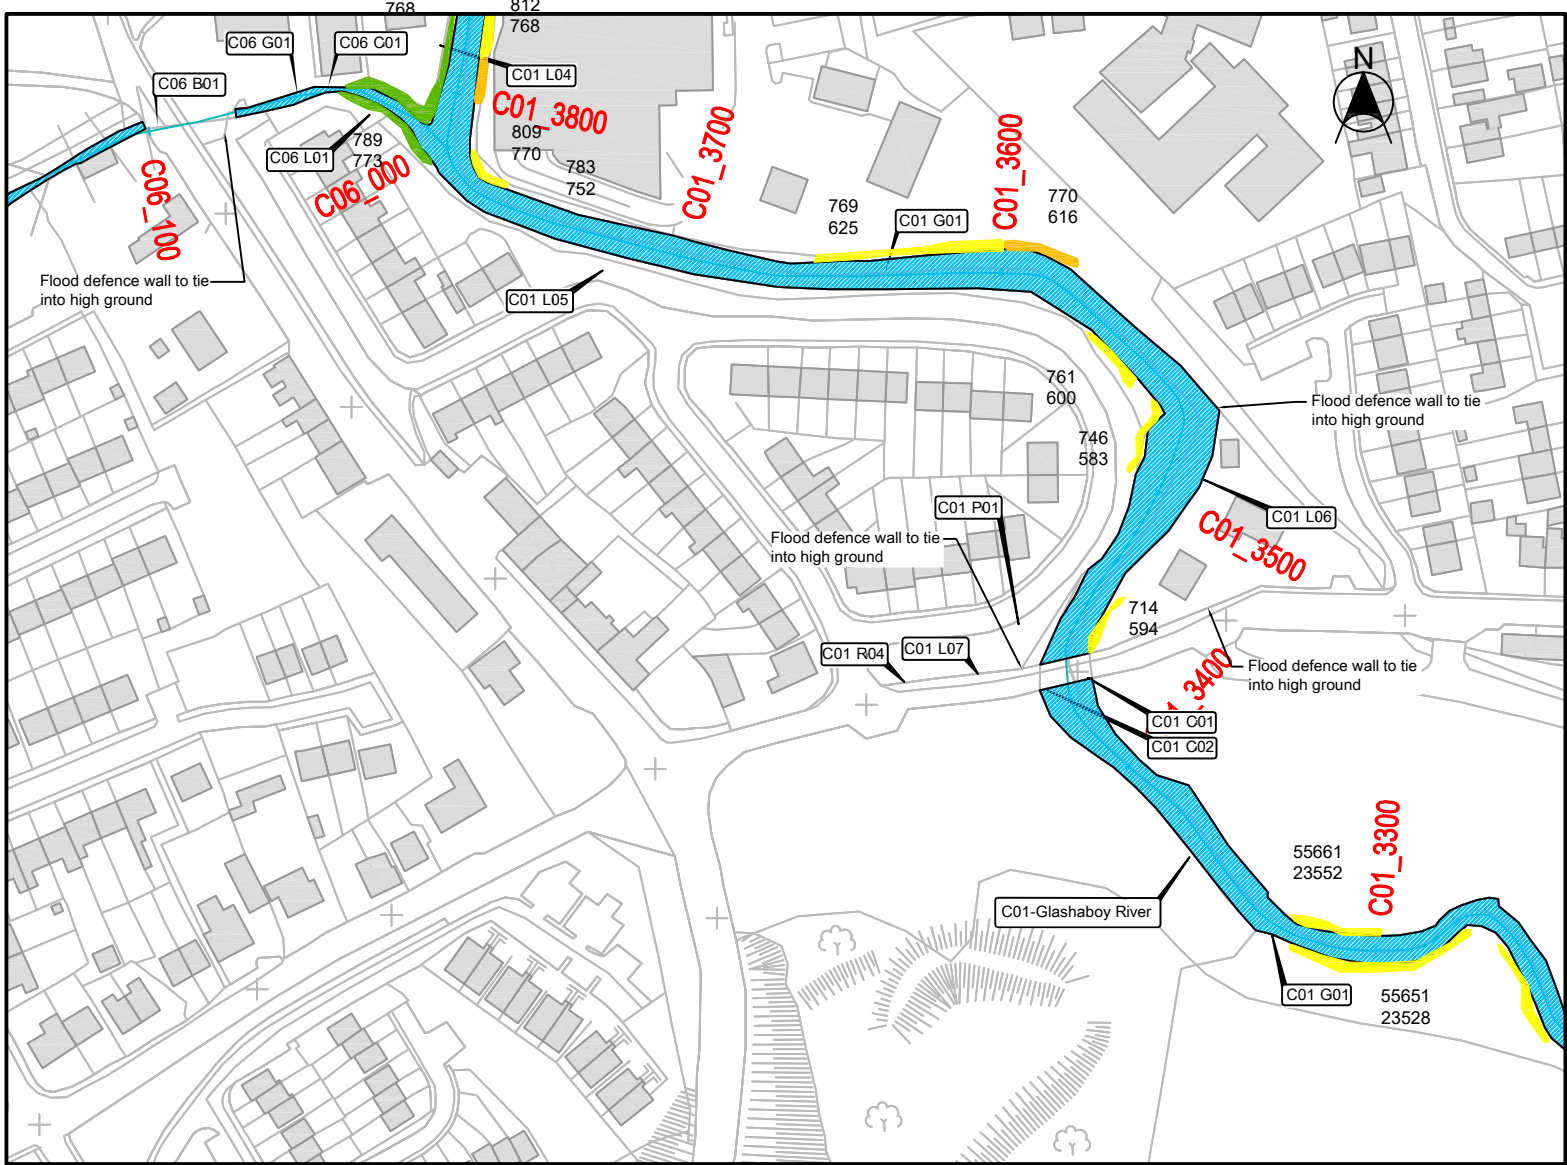 768
812
768
C06 G01
C06 C01
N
C06 B01
C01 L04
C01_3800
C01_3700
C01_3600
809
770
789
773
C06 L01
783
752
C06_000
C06_100
769
625
C01 G01
770
616
Flood defence wall to tie
into high ground
C01 L05
761
600
Flood defence wall to tie
into high ground
746
583
C01 P01
C01 L06
C01_3500
Flood defence wall to tie
into high ground
714
594
C01 R04
C01 L07
Flood defence wall to tie
into high ground
_3400
C01 C01
C01 C02
C01_3300
55661
23552
C01-Glashaboy River
C01 G01
55651
23528